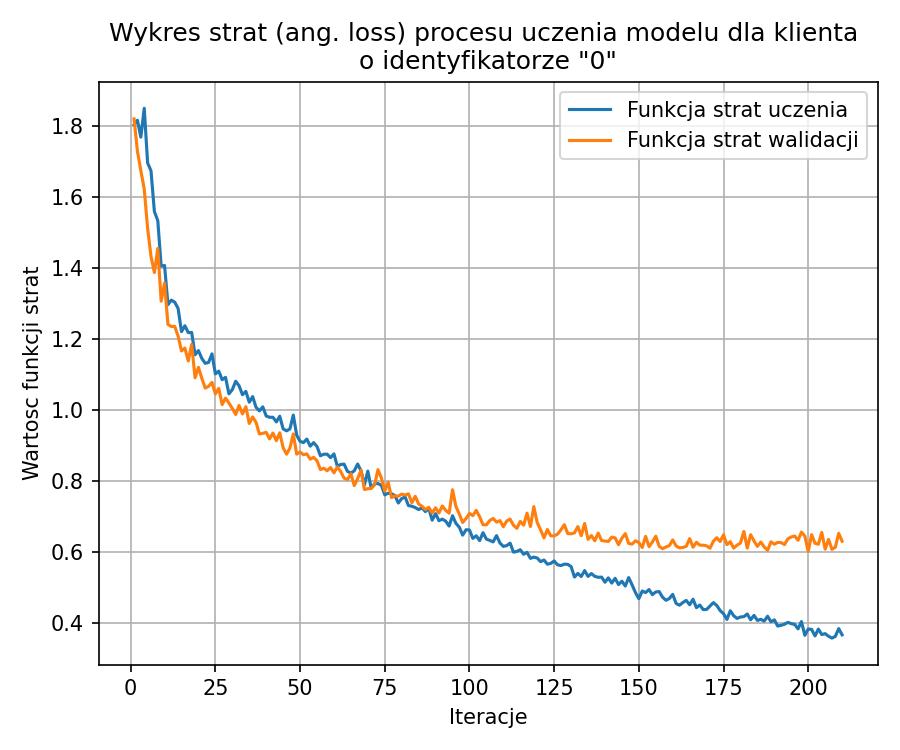 Wykres strat (ang. loss) procesu uczenia modelu dla klienta
o identyfikatorze "0"
Funkcja strat uczenia
Funkcja strat walidacji
Wartosc funkcji strat
1.8
1.6
1.4
1.2
1.0
0.8
0.6
0.4
0 25 50 75 100 125 150 175 200
Iteracje